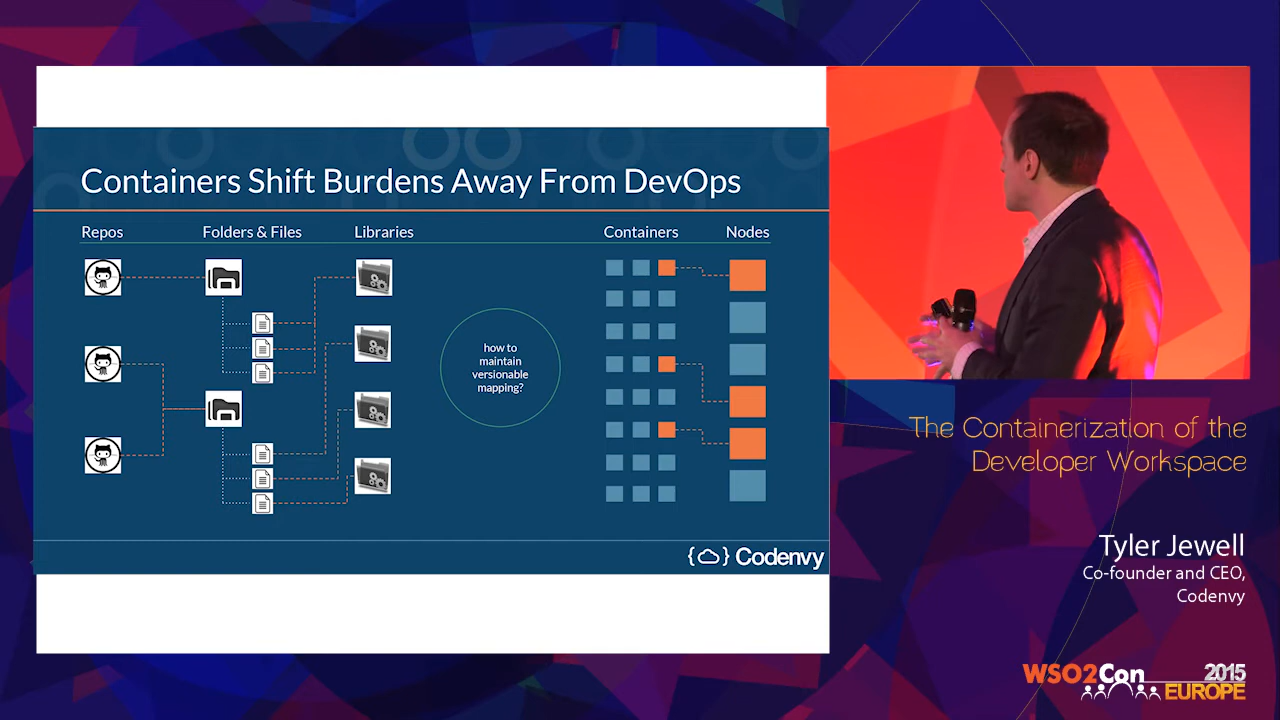 Containers Shift Burdens Away From DevOps
Repos
Folders & Files
Libraries
Containers
Nodes
how to
maintain
versionable
mapping?
{ } Codenvy
The Containerization of the
Developer Workspace
Tyler Jewell
Co-founder and CEO,
Codenvy
WSO2Con 2015
EUROPE